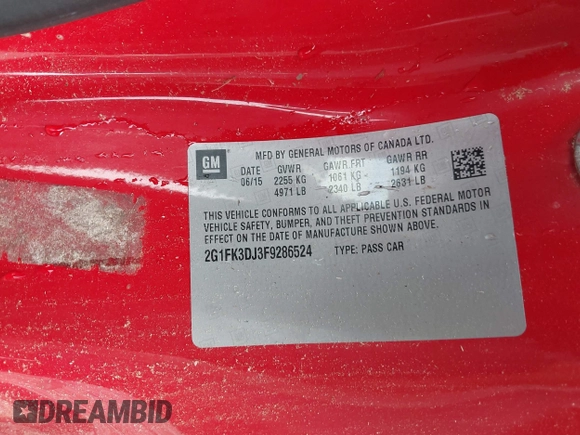 GM
MFD BY GENERAL MOTORS OF CANADA LTD.
DATE GVWR GAWR FRT GAWR RR
06/15 2255 KG 1061 KG 1194 KG
4971 LB 2340 LB 2631 LB
THIS VEHICLE CONFORMS TO ALL APPLICABLE U.S. FEDERAL MOTOR
VEHICLE SAFETY, BUMPER, AND THEFT PREVENTION STANDARDS IN
EFFECT ON THE DATE OF MANUFACTURE SHOWN ABOVE.
2G1FK3DJ3F9286524 TYPE: PASS CAR
DREAMBID